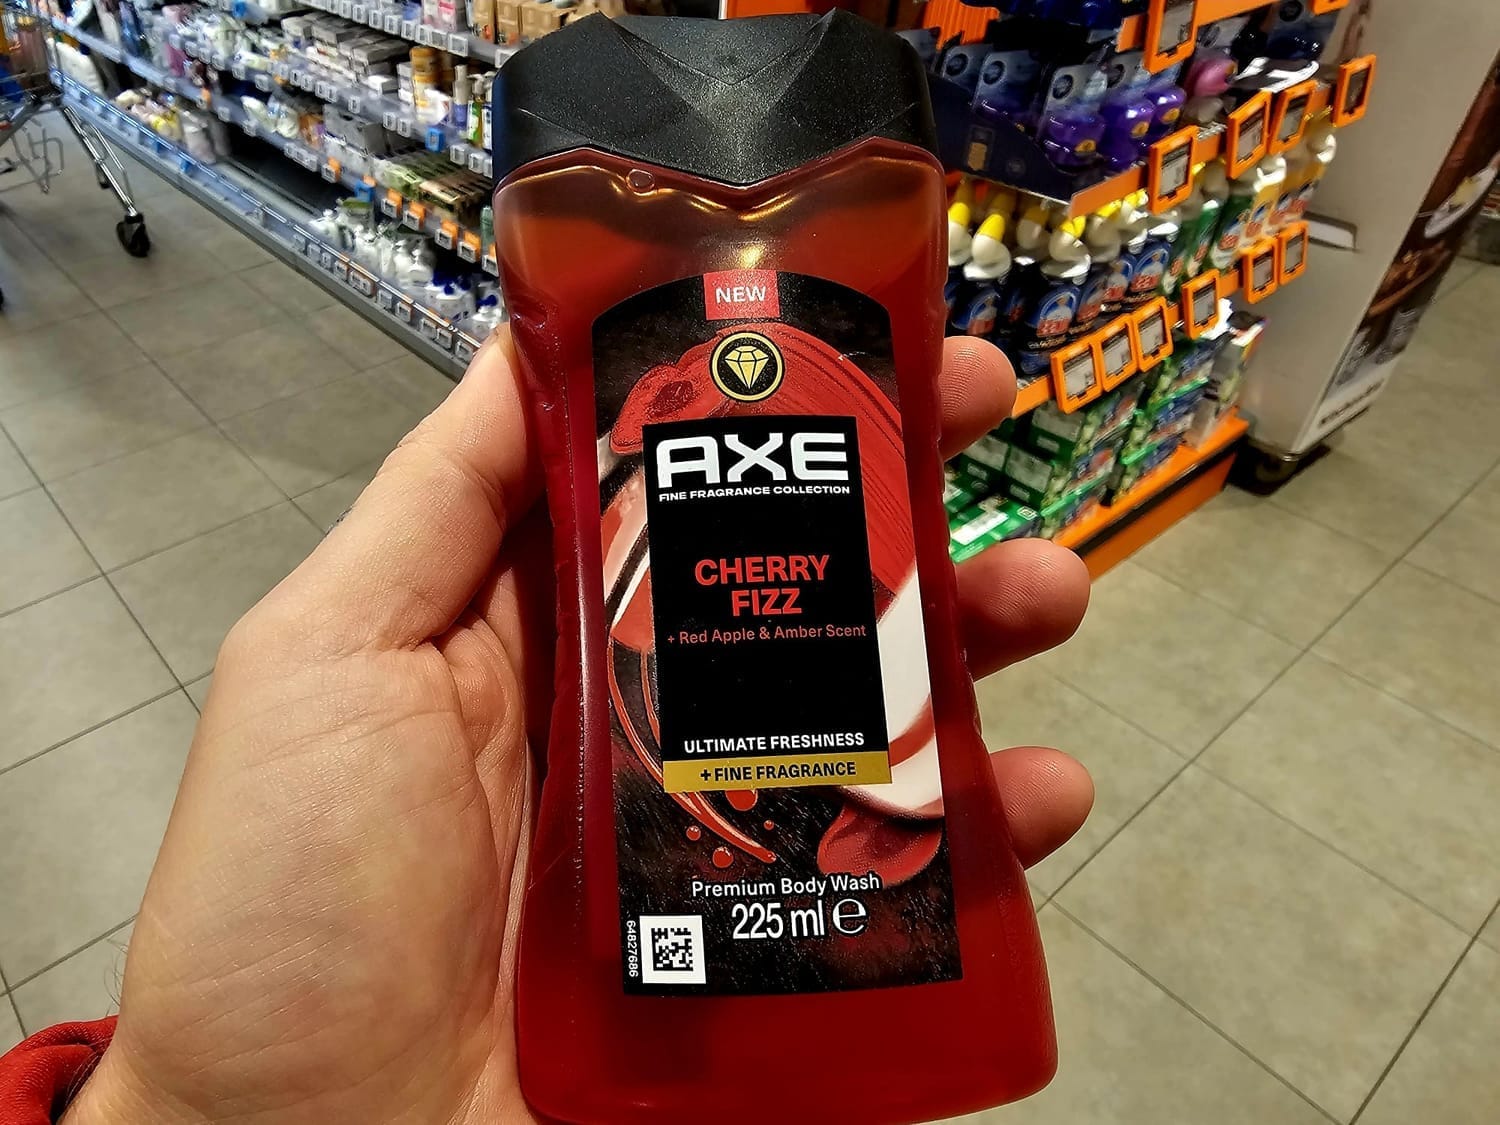 NEW
AXE
FINE FRAGRANCE COLLECTION
CHERRY
FIZZ
+ Red Apple & Amber Scent
ULTIMATE FRESHNESS
+FINE FRAGRANCE
Premium Body Wash
225 ml ℮
64827686